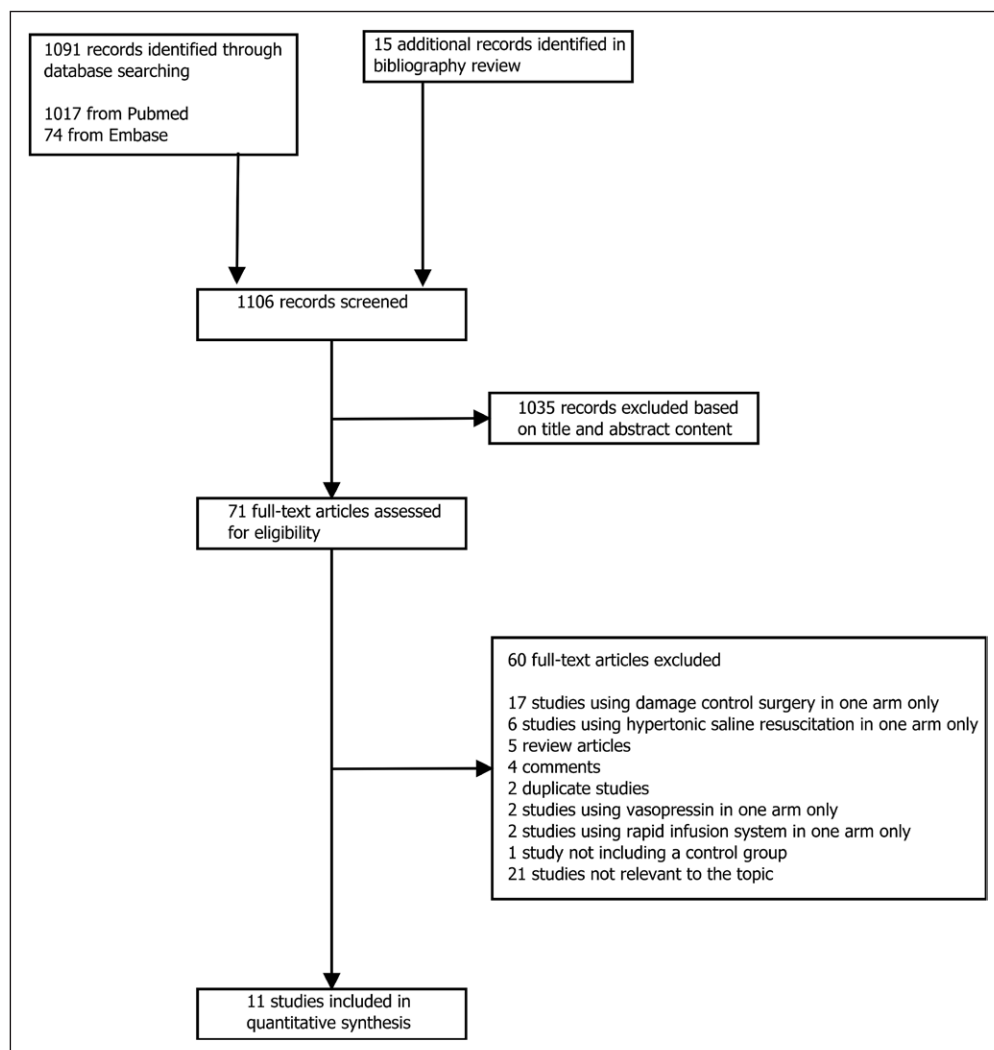 1091 records identified through
database searching
1017 from Pubmed
74 from Embase
15 additional records identified in
bibliography review
1106 records screened
1035 records excluded based
on title and abstract content
71 full-text articles assessed
for eligibility
60 full-text articles excluded
17 studies using damage control surgery in one arm only
6 studies using hypertonic saline resuscitation in one arm only
5 review articles
4 comments
2 duplicate studies
2 studies using vasopressin in one arm only
2 studies using rapid infusion system in one arm only
1 study not including a control group
21 studies not relevant to the topic
11 studies included in
quantitative synthesis